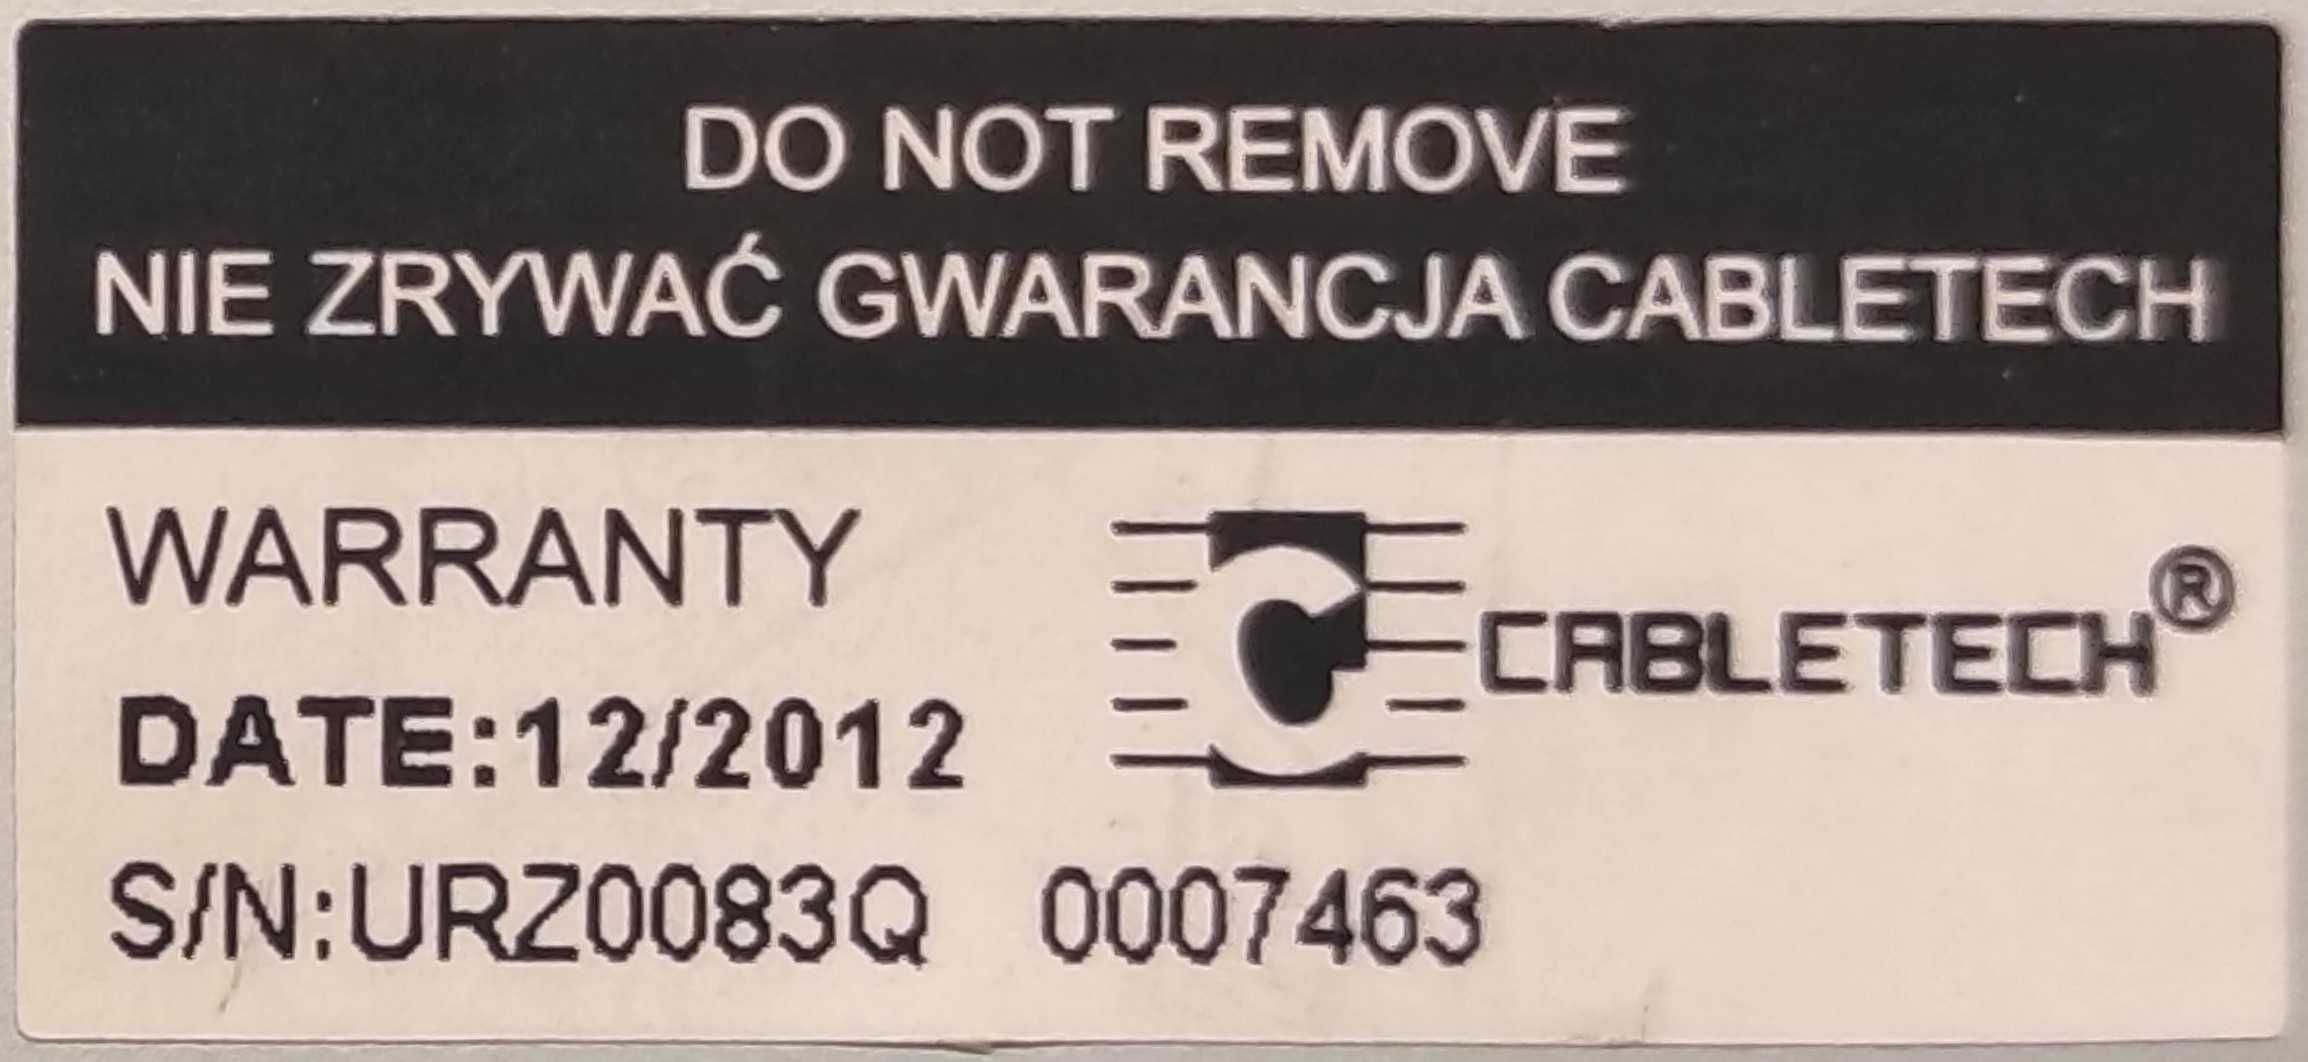 DO NOT REMOVE
NIE ZRYWAĆ GWARANCJA CABLETECH
WARRANTY
CABLETECH®
DATE:12/2012
S/N:URZ0083Q 0007463